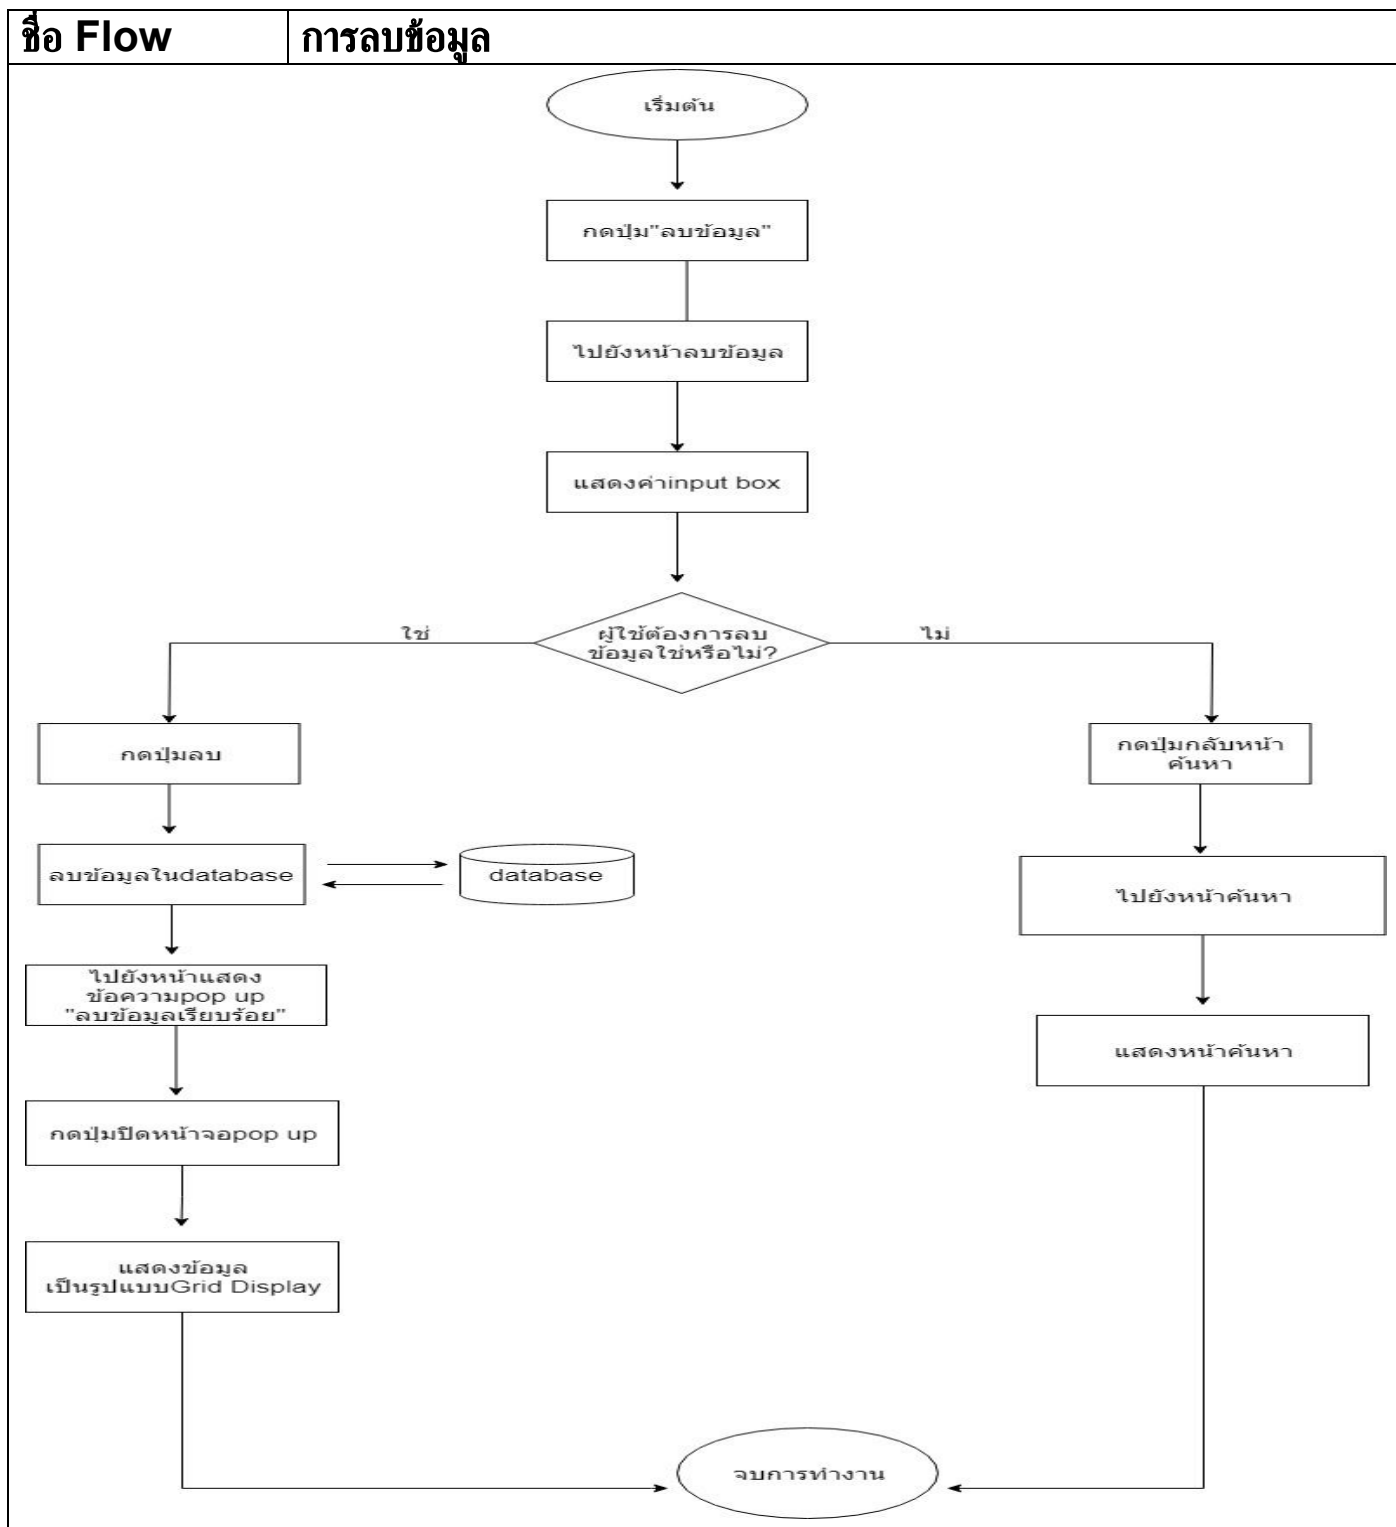 ชื่อ Flow
การลบข้อมูล
เริ่มต้น
กดปุ่ม"ลบข้อมูล"
ไปยังหน้าลบข้อมูล
แสดงค่าinput box
ผู้ใช้ต้องการลบ
ข้อมูลใช่หรือไม่?
ใช่
ไม่
กดปุ่มลบ
ลบข้อมูลในdatabase
database
ไปยังหน้าแสดง
ข้อความpop up
"ลบข้อมูลเรียบร้อย"
กดปุ่มปิดหน้าจอpop up
แสดงข้อมูล
เป็นรูปแบบGrid Display
กดปุ่มกลับหน้า
ค้นหา
ไปยังหน้าค้นหา
แสดงหน้าค้นหา
จบการทำงาน